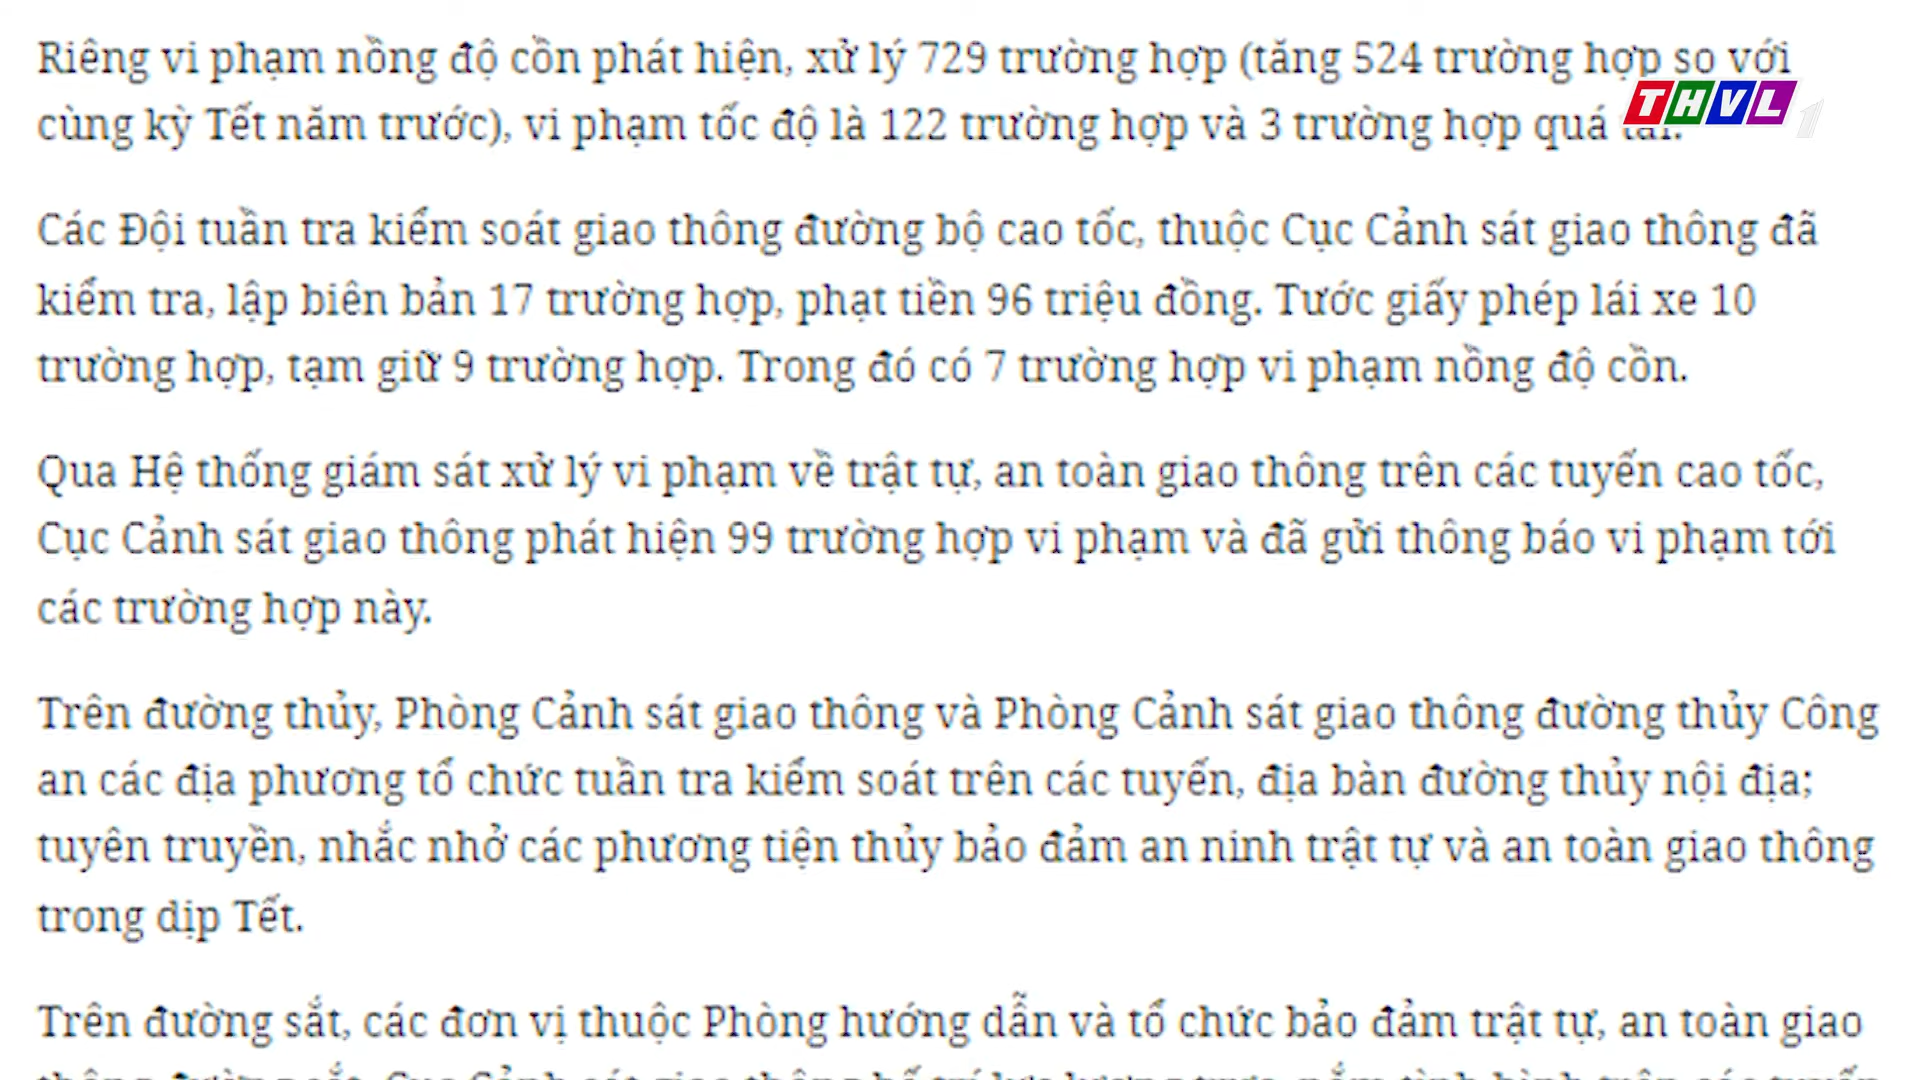 Riêng vi phạm nồng độ cồn phát hiện, xử lý 729 trường hợp (tăng 524 trường hợp so với
THVL 1
cùng kỳ Tết năm trước), vi phạm tốc độ là 122 trường hợp và 3 trường hợp quá tải.
Các Đội tuần tra kiểm soát giao thông đường bộ cao tốc, thuộc Cục Cảnh sát giao thông đã
kiểm tra, lập biên bản 17 trường hợp, phạt tiền 96 triệu đồng. Tước giấy phép lái xe 10
trường hợp, tạm giữ 9 trường hợp. Trong đó có 7 trường hợp vi phạm nồng độ cồn.
Qua Hệ thống giám sát xử lý vi phạm về trật tự, an toàn giao thông trên các tuyến cao tốc,
Cục Cảnh sát giao thông phát hiện 99 trường hợp vi phạm và đã gửi thông báo vi phạm tới
các trường hợp này.
Trên đường thủy, Phòng Cảnh sát giao thông và Phòng Cảnh sát giao thông đường thủy Công
an các địa phương tổ chức tuần tra kiểm soát trên các tuyến, địa bàn đường thủy nội địa;
tuyên truyền, nhắc nhở các phương tiện thủy bảo đảm an ninh trật tự và an toàn giao thông
trong dịp Tết.
Trên đường sắt, các đơn vị thuộc Phòng hướng dẫn và tổ chức bảo đảm trật tự, an toàn giao